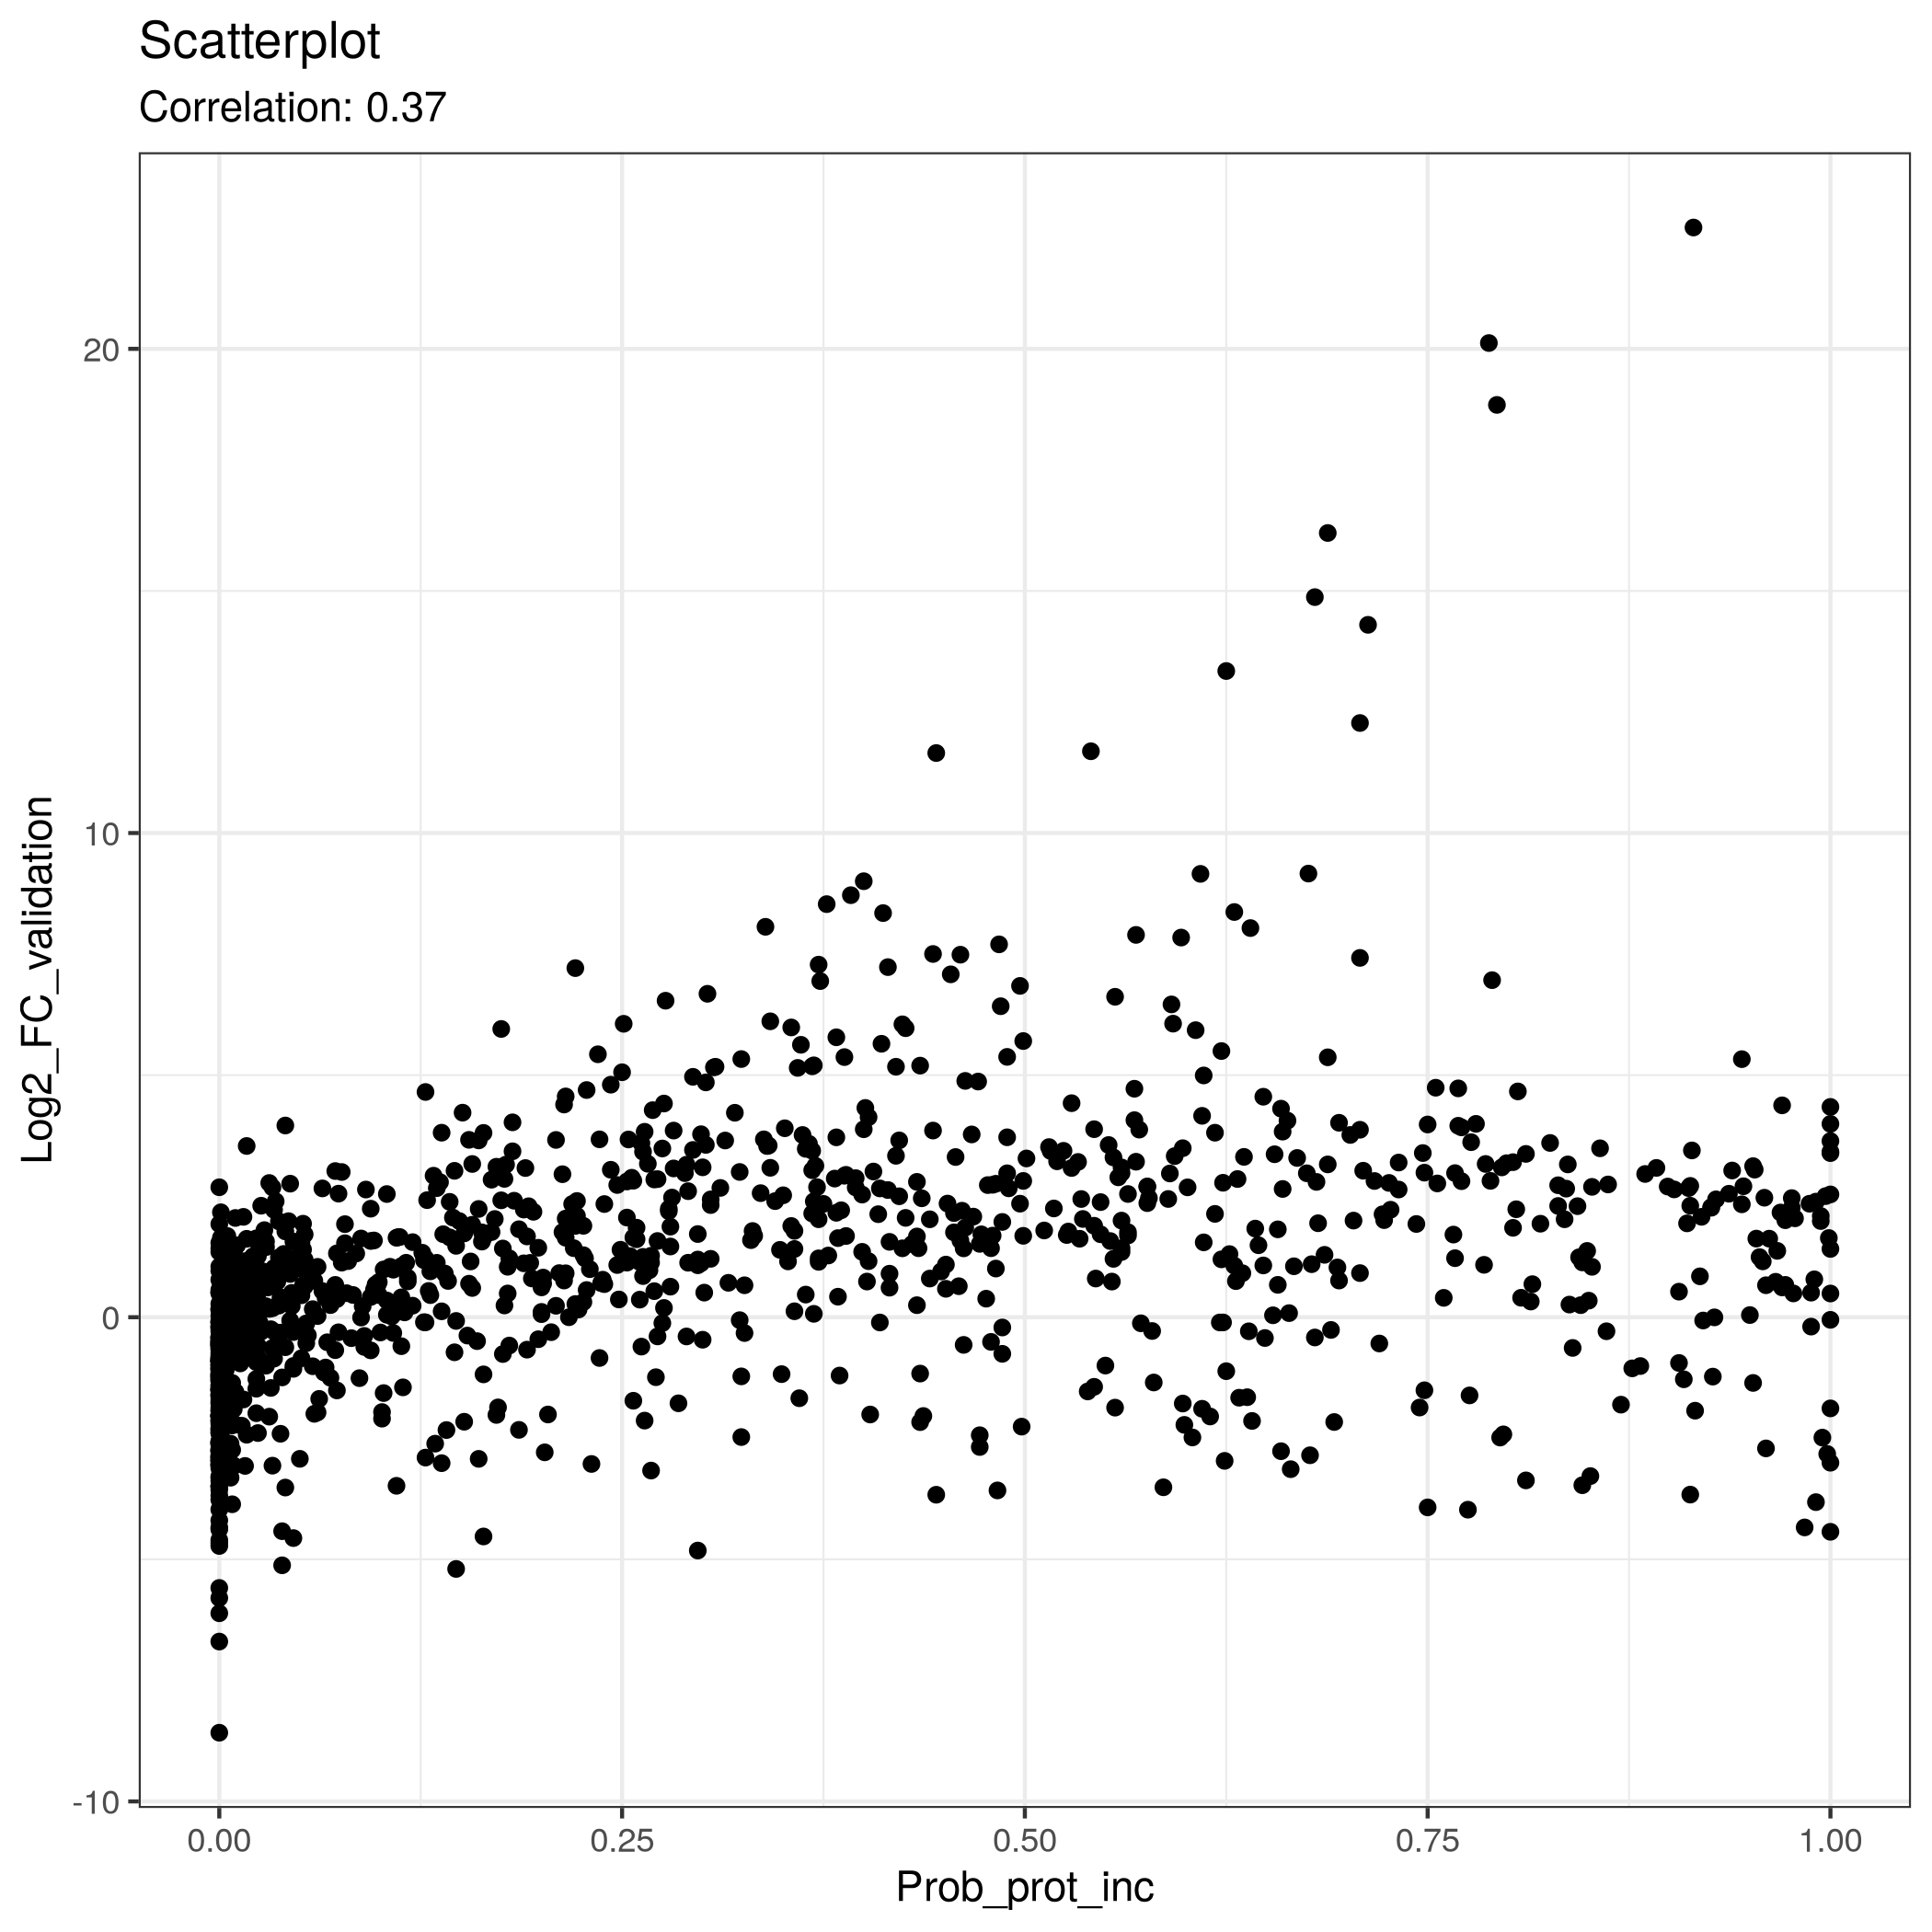 Scatterplot
Correlation: 0.37
Log2_FC_validation
20
10
0
-10
0.00 0.25 0.50 0.75 1.00
Prob_prot_inc